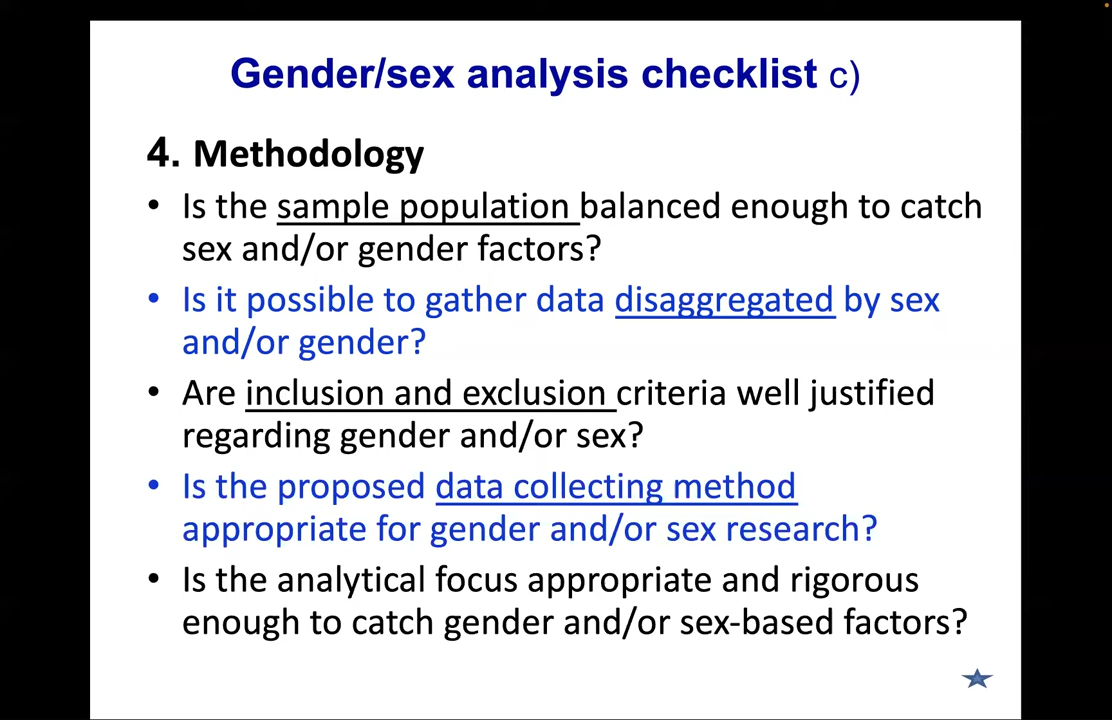 Gender/sex analysis checklist c)
4. Methodology
• Is the sample population balanced enough to catch
sex and/or gender factors?
• Is it possible to gather data disaggregated by sex
and/or gender?
• Are inclusion and exclusion criteria well justified
regarding gender and/or sex?
• Is the proposed data collecting method
appropriate for gender and/or sex research?
• Is the analytical focus appropriate and rigorous
enough to catch gender and/or sex-based factors?